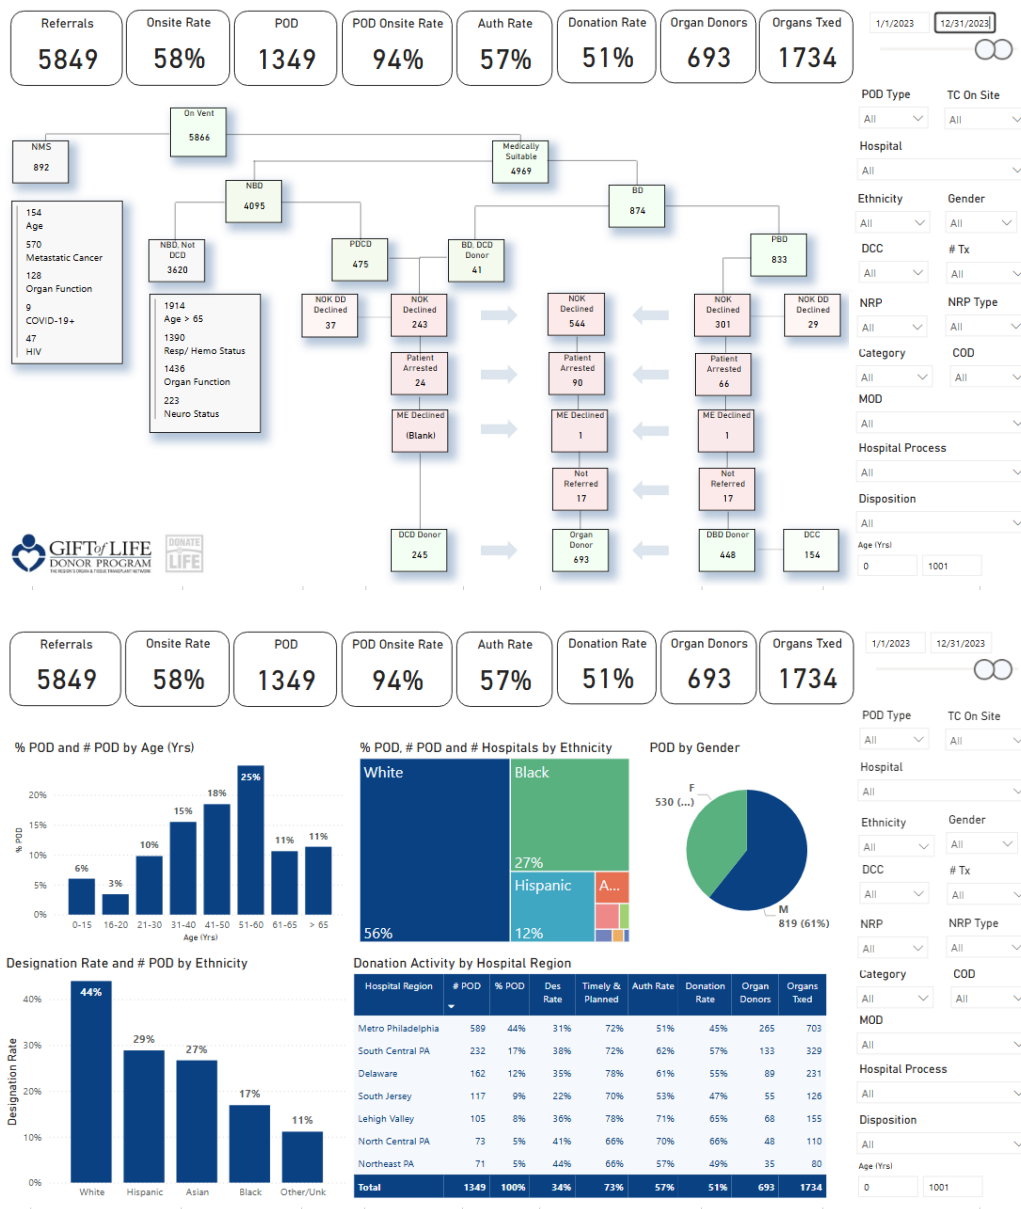 Referrals
5849
Onsite Rate
58%
POD
1349
POD Onsite Rate
94%
Auth Rate
57%
Donation Rate
51%
Organ Donors
693
Organs Txed
1734
1/1/2023
12/31/2023
POD Type
TC On Site
All
All
Hospital
All
Ethnicity
Gender
All
All
DCC
# Tx
All
All
NRP
NRP Type
All
All
Category
COD
All
All
MOD
All
Hospital Process
All
Disposition
All
Age (Yrs)
0
1001
On Vent
5866
NMS
892
Medically
Suitable
4969
154
Age
570
Metastatic Cancer
128
Organ Function
9
COVID-19+
47
HIV
NBD
4095
BD
874
NBD, Not
DCD
3620
PDCD
475
BD, DCD
Donor
41
PBD
833
1914
Age > 65
1390
Resp/ Hemo Status
1436
Organ Function
223
Neuro Status
NOK DD
Declined
37
NOK
Declined
243
NOK
Declined
544
NOK
Declined
301
NOK DD
Declined
29
Patient
Arrested
24
Patient
Arrested
90
Patient
Arrested
66
ME Declined
(Blank)
ME Declined
1
ME Declined
1
Not
Referred
17
Not
Referred
17
DCD Donor
245
Organ
Donor
693
DBD Donor
448
DCC
154
GIFT of LIFE
DONOR PROGRAM
THE REGION'S ORGAN & TISSUE TRANSPLANT NETWORK
DONATE
LIFE
Referrals
5849
Onsite Rate
58%
POD
1349
POD Onsite Rate
94%
Auth Rate
57%
Donation Rate
51%
Organ Donors
693
Organs Txed
1734
1/1/2023
12/31/2023
POD Type
TC On Site
All
All
Hospital
All
Ethnicity
Gender
All
All
DCC
# Tx
All
All
NRP
NRP Type
All
All
Category
COD
All
All
MOD
All
Hospital Process
All
Disposition
All
Age (Yrs)
0
1001
% POD and # POD by Age (Yrs)
% POD
20%
15%
10%
5%
0%
6%
3%
10%
15%
18%
25%
11%
11%
0-15
16-20
21-30
31-40
41-50
51-60
61-65
> 65
Age (Yrs)
% POD, # POD and # Hospitals by Ethnicity
White
56%
Black
27%
Hispanic
12%
A...
POD by Gender
F
530 (...)
M
819 (61%)
Designation Rate and # POD by Ethnicity
Designation Rate
40%
30%
20%
10%
0%
44%
29%
27%
17%
11%
White
Hispanic
Asian
Black
Other/Unk
Donation Activity by Hospital Region
Hospital Region # POD % POD Des Rate Timely & Planned Auth Rate Donation Rate Organ Donors Organs Txed
Metro Philadelphia 589 44% 31% 72% 51% 45% 265 703
South Central PA 232 17% 38% 72% 62% 57% 133 329
Delaware 162 12% 35% 78% 61% 55% 89 231
South Jersey 117 9% 22% 70% 53% 47% 55 126
Lehigh Valley 105 8% 36% 78% 71% 65% 68 155
North Central PA 73 5% 41% 66% 70% 66% 48 110
Northeast PA 71 5% 44% 66% 57% 49% 35 80
Total 1349 100% 34% 73% 57% 51% 693 1734